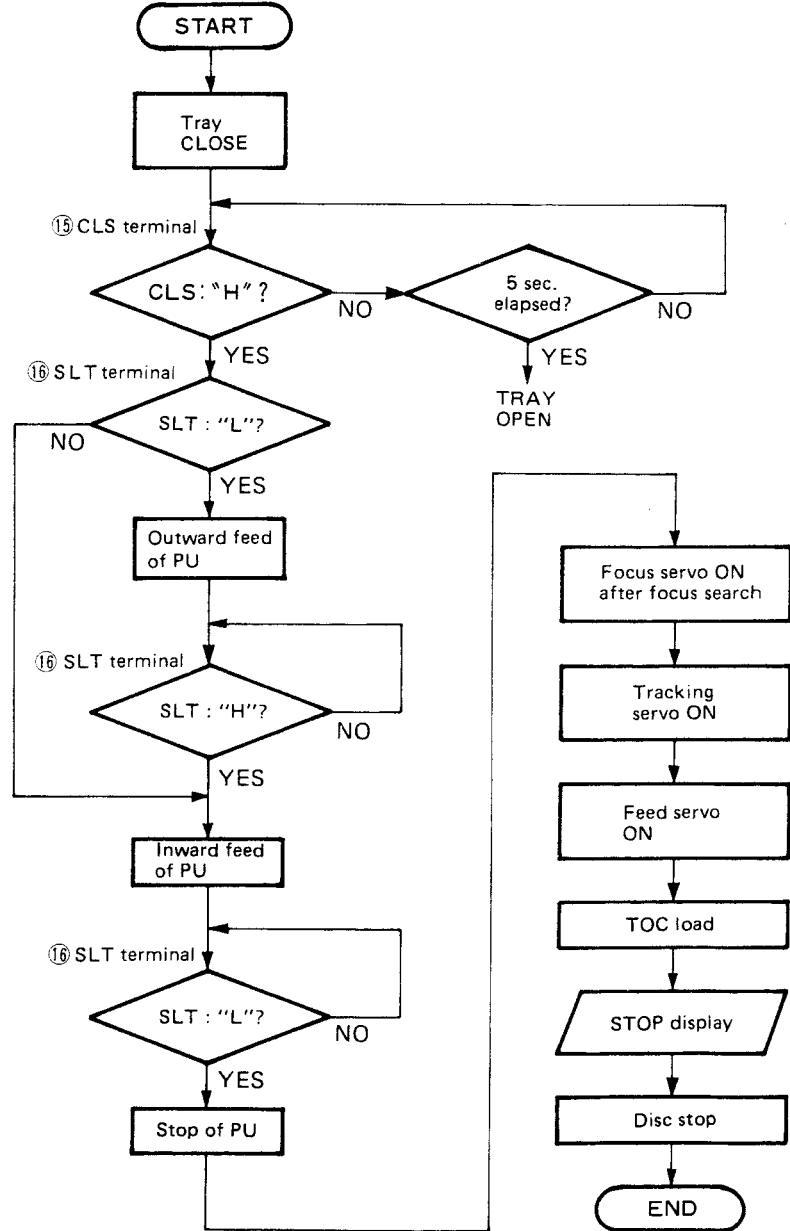 START
Tray
CLOSE
⑮ CLS terminal
CLS: "H" ?
NO
5 sec.
elapsed?
NO
YES
YES
TRAY
OPEN
⑯ SLT terminal
SLT : "L"?
NO
YES
Outward feed
of PU
⑯ SLT terminal
SLT : "H"?
NO
YES
Inward feed
of PU
⑯ SLT terminal
SLT : "L"?
NO
YES
Stop of PU
Focus servo ON
after focus search
Tracking
servo ON
Feed servo
ON
TOC load
STOP display
Disc stop
END